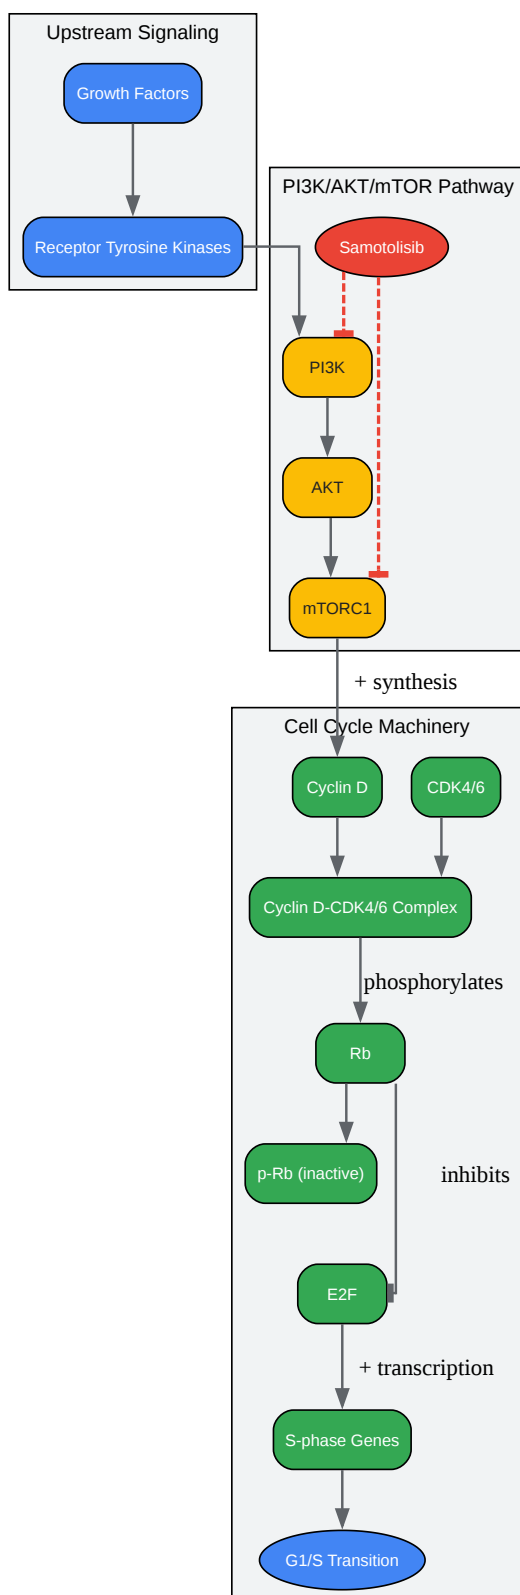 Upstream Signaling
Growth Factors
Receptor Tyrosine Kinases
PI3K/AKT/mTOR Pathway
Samotolisib
PI3K
AKT
mTORC1
+ synthesis
Cell Cycle Machinery
Cyclin D
CDK4/6
Cyclin D-CDK4/6 Complex
phosphorylates
Rb
p-Rb (inactive)
inhibits
E2F
+ transcription
S-phase Genes
G1/S Transition